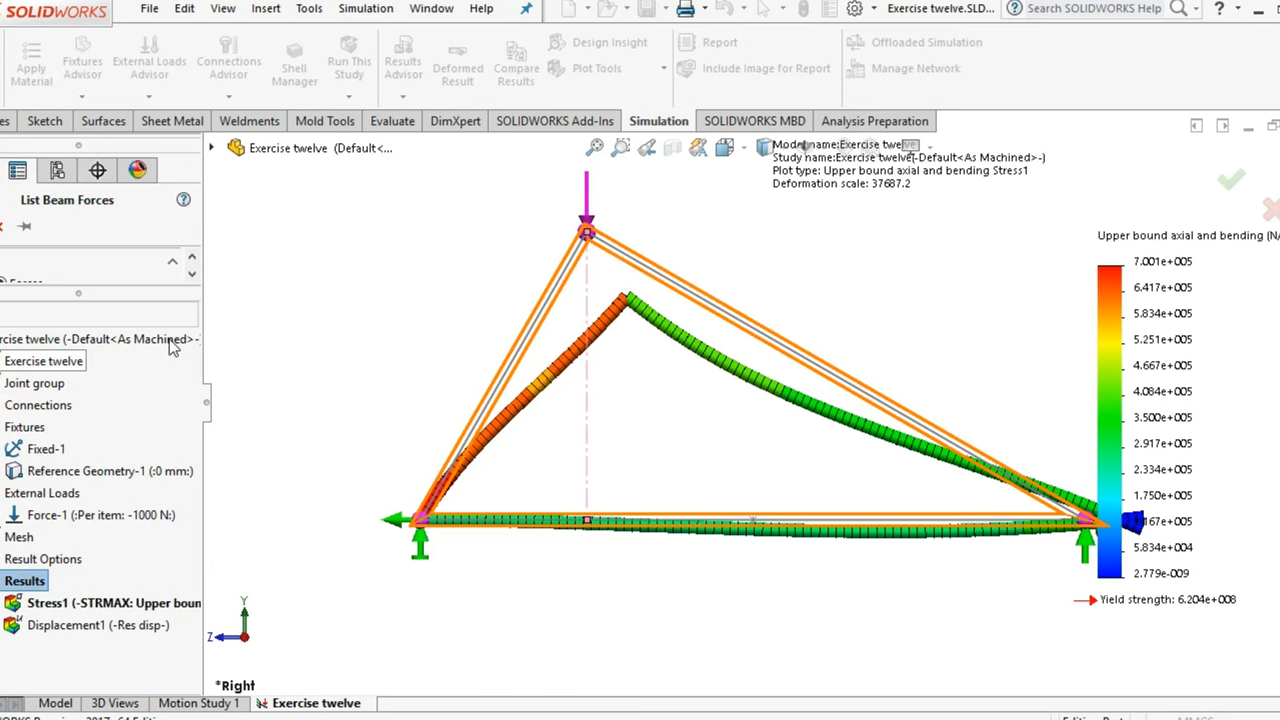 SOLIDWORKS File Edit View Insert Tools Simulation Window Help Exercise twelve.SLD... Search SOLIDWORKS Help ?
Apply Material
Fixtures Advisor
External Loads Advisor
Connections Advisor
Shell Manager
Run This Study
Results Advisor
Deformed Result
Compare Results
Design Insight
Plot Tools
Report
Include Image for Report
Offloaded Simulation
Manage Network
es Sketch Surfaces Sheet Metal Weldments Mold Tools Evaluate DimXpert SOLIDWORKS Add-Ins Simulation SOLIDWORKS MBD Analysis Preparation
Exercise twelve (Default<...
Model name:Exercise twelve
Study name:Exercise twelve(-Default<As Machined>-)
Plot type: Upper bound axial and bending Stress1
Deformation scale: 37687.2
List Beam Forces ?
rcise twelve (-Default<As Machined>-
Exercise twelve
Joint group
Connections
Fixtures
Fixed-1
Reference Geometry-1 (:0 mm:)
External Loads
Force-1 (:Per item: -1000 N:)
Mesh
Result Options
Results
Stress1 (-STRMAX: Upper boun
Displacement1 (-Res disp-)
Upper bound axial and bending (N/
7.001e+005
6.417e+005
5.834e+005
5.251e+005
4.667e+005
4.084e+005
3.500e+005
2.917e+005
2.334e+005
1.750e+005
167e+005
5.834e+004
2.779e-009
Yield strength: 6.204e+008
Y
Z
*Right
Model 3D Views Motion Study 1 Exercise twelve